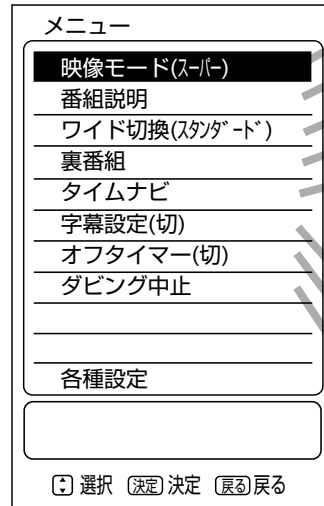 メニュー
映像モード(ｽｰﾊﾟｰ)
番組説明
ワイド切換(ｽﾀﾝﾀﾞｰﾄﾞ)
裏番組
タイムナビ
字幕設定(切)
オフタイマー(切)
ダビング中止
各種設定
選択 決定 決定 戻る 戻る